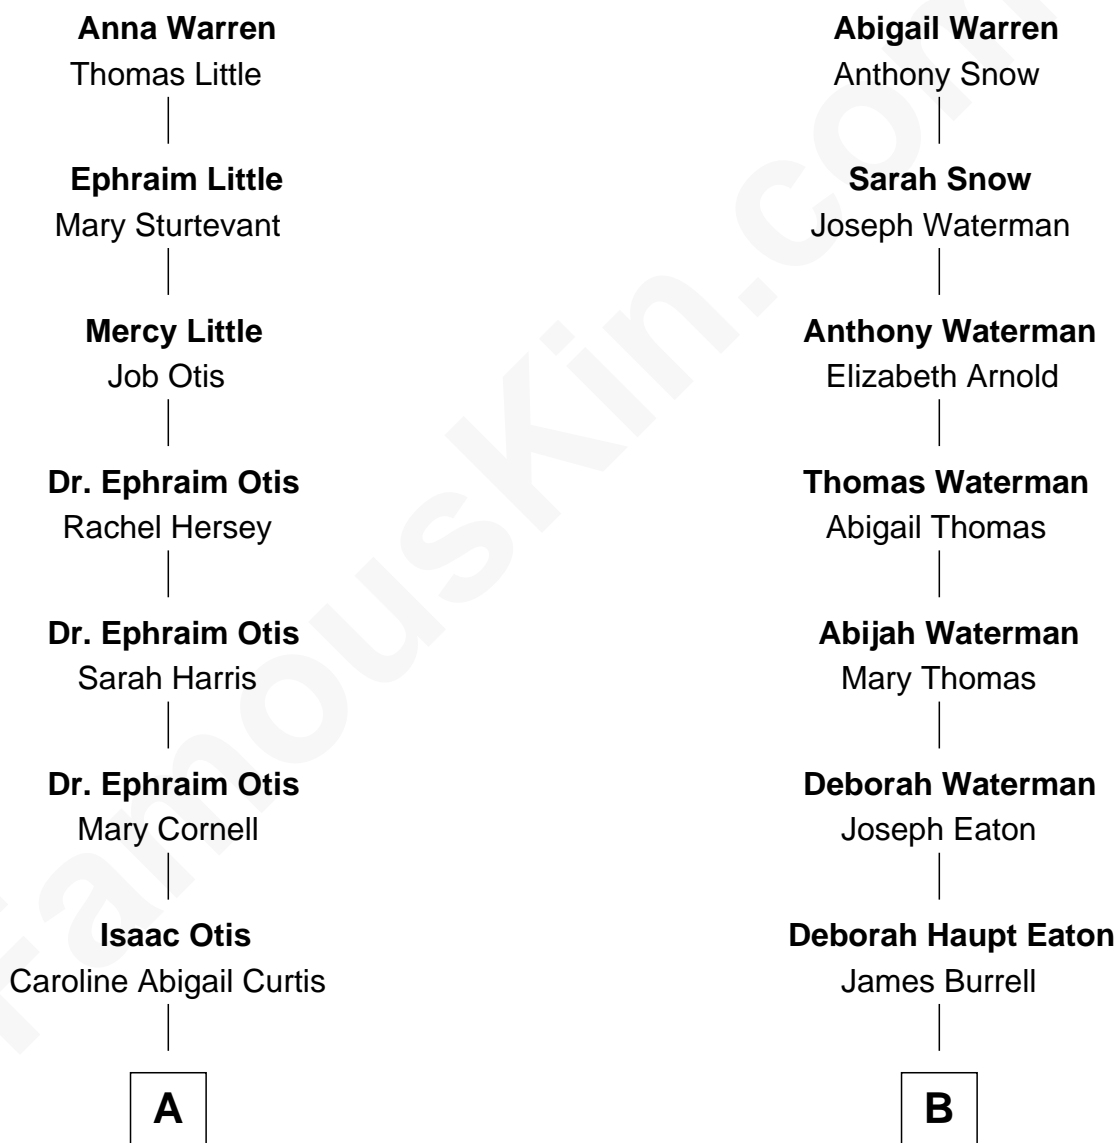 Anna Warren
Thomas Little
Ephraim Little
Mary Sturtevant
Mercy Little
Job Otis
Dr. Ephraim Otis
Rachel Hersey
Dr. Ephraim Otis
Sarah Harris
Dr. Ephraim Otis
Mary Cornell
Isaac Otis
Caroline Abigail Curtis
A
Abigail Warren
Anthony Snow
Sarah Snow
Joseph Waterman
Anthony Waterman
Elizabeth Arnold
Thomas Waterman
Abigail Thomas
Abijah Waterman
Mary Thomas
Deborah Waterman
Joseph Eaton
Deborah Haupt Eaton
James Burrell
B
FamousKin.com